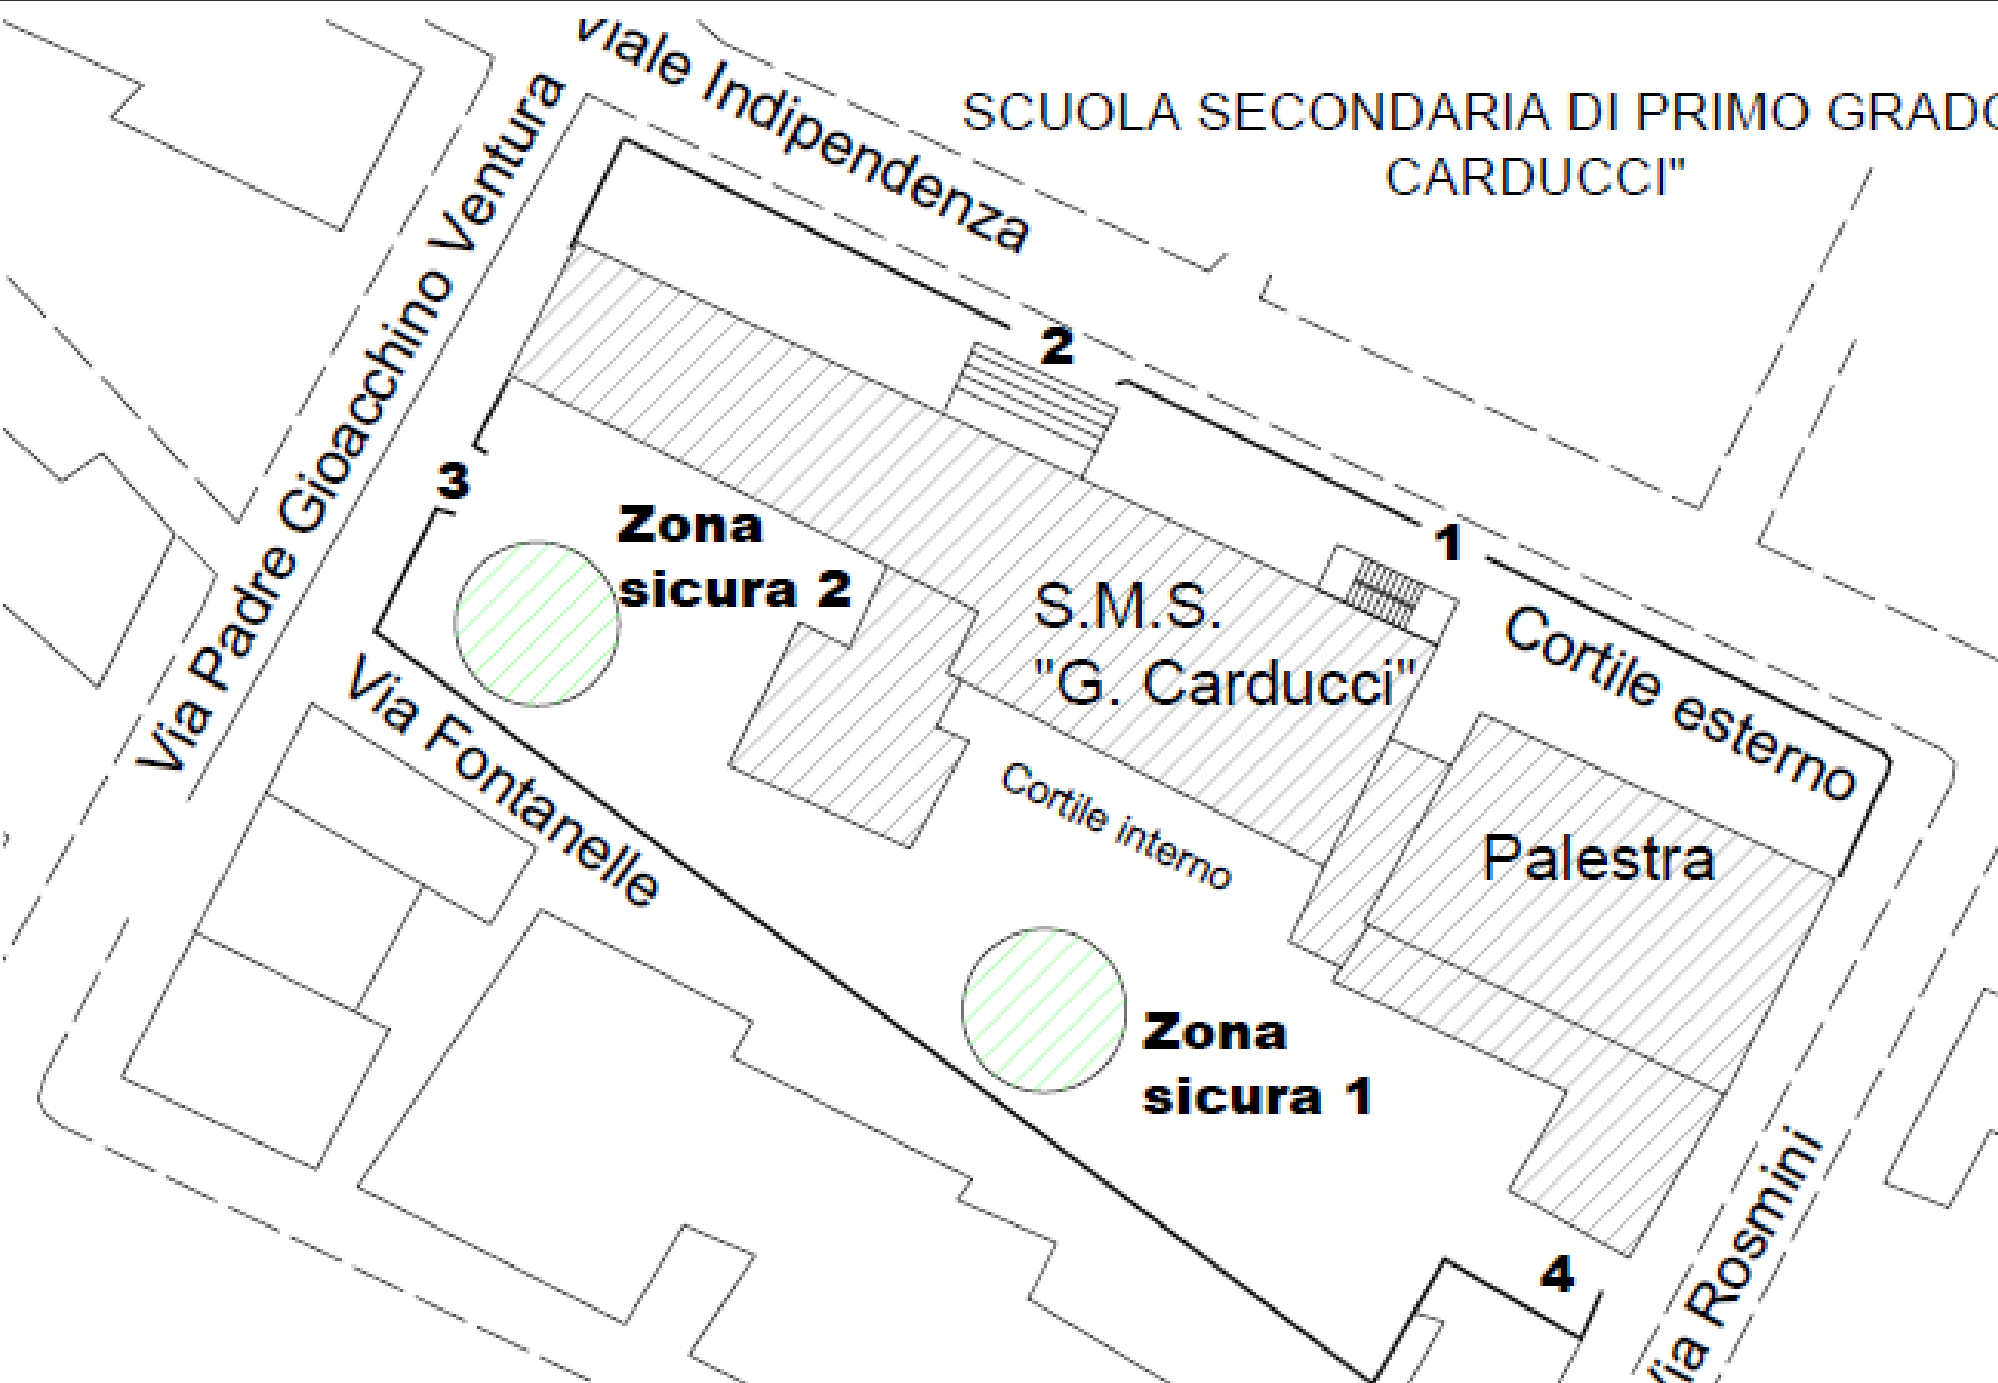 Viale Indipendenza
SCUOLA SECONDARIA DI PRIMO GRADO
CARDUCCI"
Via Padre Gioacchino Ventura
2
1
3
Zona
sicura 2
S.M.S.
"G. Carducci"
Cortile esterno
Via Fontanelle
Cortile interno
Palestra
Zona
sicura 1
4
Via Rosmini